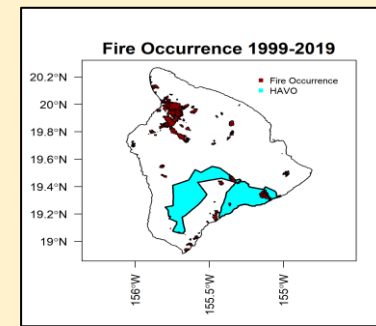 Fire Occurrence 1999-2019
Fire Occurrence
HAVO
20.2°N
20°N
19.8°N
19.6°N
19.4°N
19.2°N
19°N
156°W
155.5°W
155°W